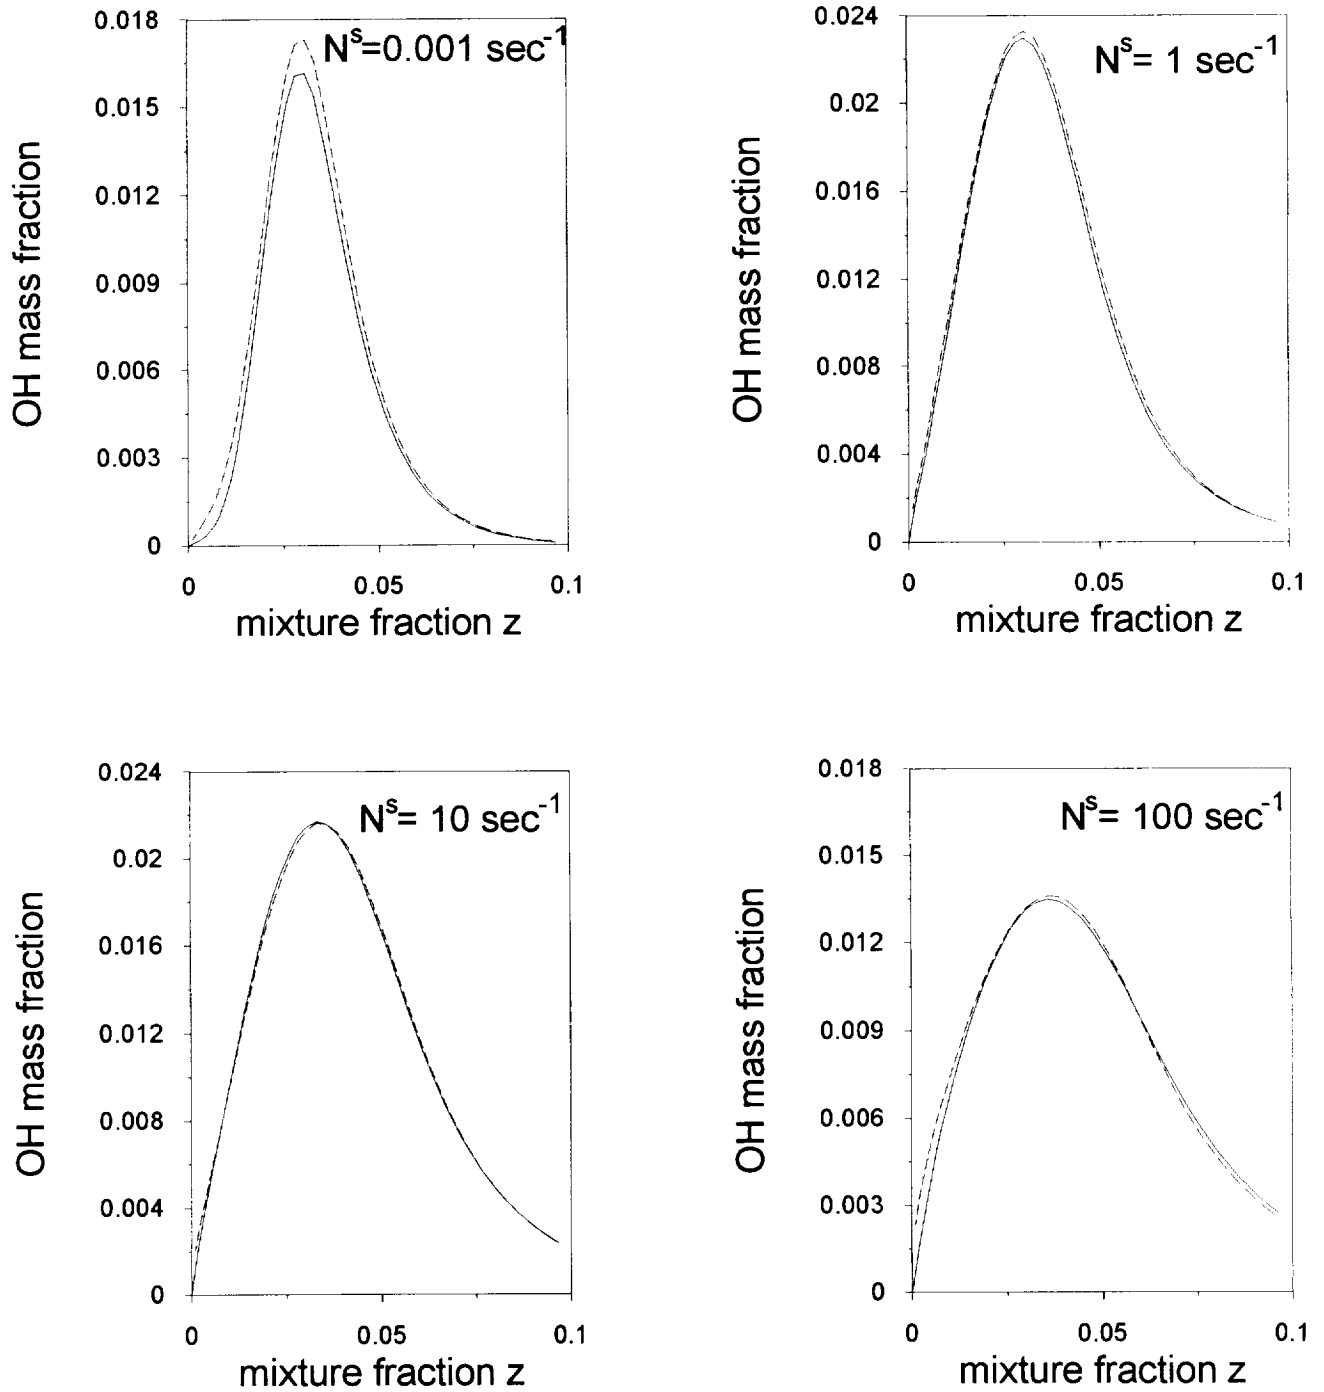 N^s=0.001 sec^-1
0.018
0.015
0.012
0.009
0.006
0.003
0
OH mass fraction
0 0.05 0.1
mixture fraction z
N^s= 1 sec^-1
0.024
0.02
0.016
0.012
0.008
0.004
0
OH mass fraction
0 0.05 0.1
mixture fraction z
N^s= 10 sec^-1
0.024
0.02
0.016
0.012
0.008
0.004
0
OH mass fraction
0 0.05 0.1
mixture fraction z
N^s= 100 sec^-1
0.018
0.015
0.012
0.009
0.006
0.003
0
OH mass fraction
0 0.05 0.1
mixture fraction z